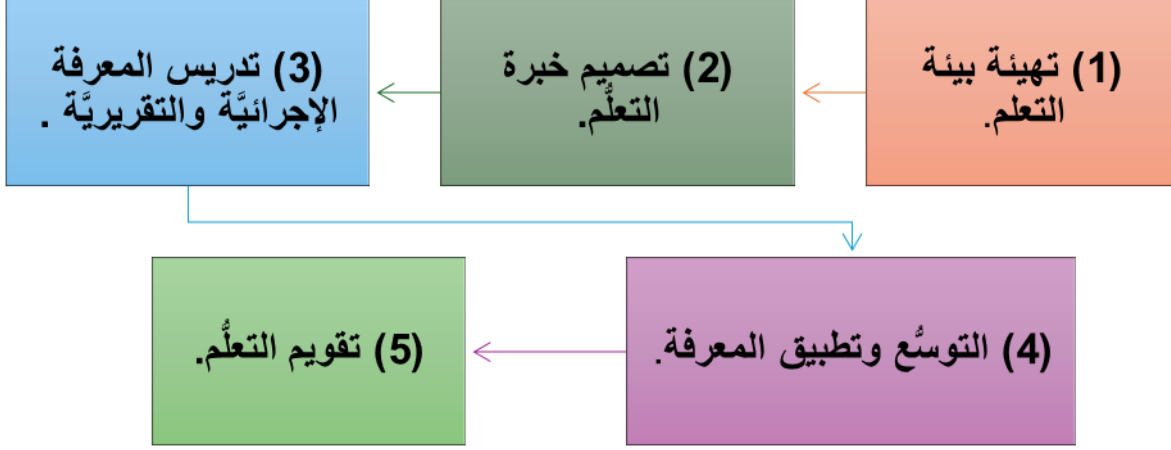 (1) تهيئة بيئة
التعلم.
(2) تصميم خبرة
التعلُّم.
(3) تدريس المعرفة
الإجرائيَّة والتقريريَّة .
(4) التوسُّع وتطبيق المعرفة.
(5) تقويم التعلُّم.